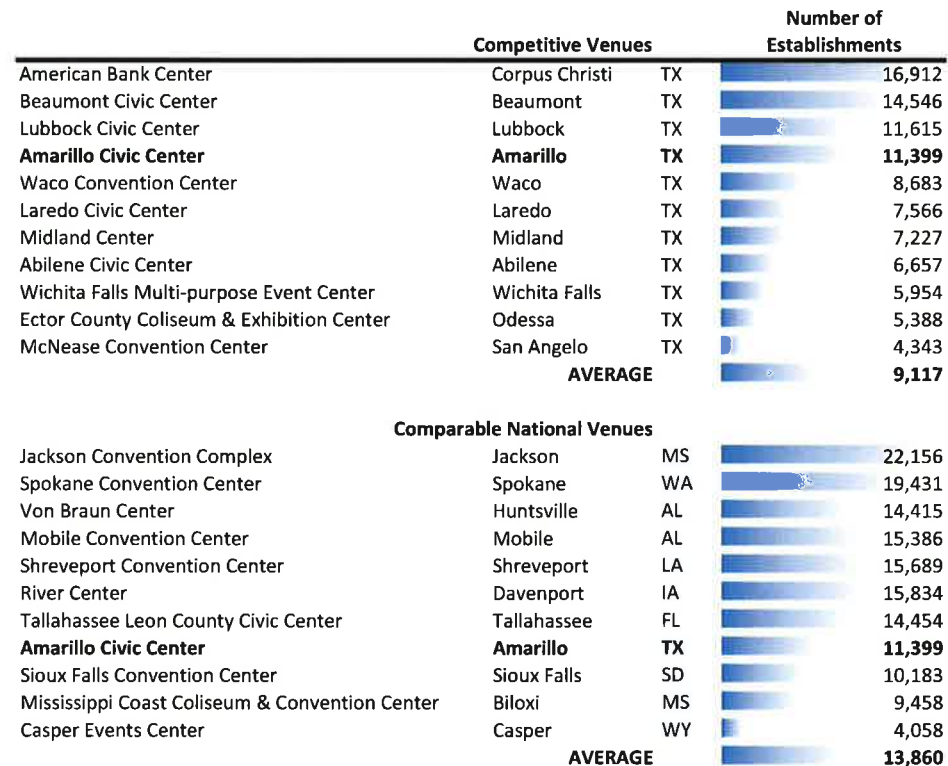 Number of
Competitive Venues Establishments
American Bank Center Corpus Christi TX 16,912
Beaumont Civic Center Beaumont TX 14,546
Lubbock Civic Center Lubbock TX 11,615
Amarillo Civic Center Amarillo TX 11,399
Waco Convention Center Waco TX 8,683
Laredo Civic Center Laredo TX 7,566
Midland Center Midland TX 7,227
Abilene Civic Center Abilene TX 6,657
Wichita Falls Multi-purpose Event Center Wichita Falls TX 5,954
Ector County Coliseum & Exhibition Center Odessa TX 5,388
McNease Convention Center San Angelo TX 4,343
AVERAGE 9,117
Comparable National Venues
Jackson Convention Complex Jackson MS 22,156
Spokane Convention Center Spokane WA 19,431
Von Braun Center Huntsville AL 14,415
Mobile Convention Center Mobile AL 15,386
Shreveport Convention Center Shreveport LA 15,689
River Center Davenport IA 15,834
Tallahassee Leon County Civic Center Tallahassee FL 14,454
Amarillo Civic Center Amarillo TX 11,399
Sioux Falls Convention Center Sioux Falls SD 10,183
Mississippi Coast Coliseum & Convention Center Biloxi MS 9,458
Casper Events Center Casper WY 4,058
AVERAGE 13,860